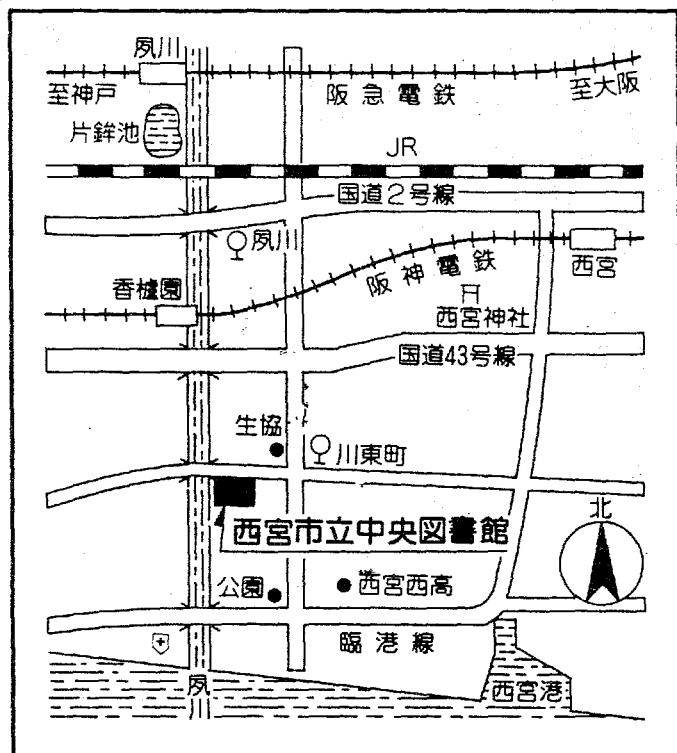 夙川
至神戸
阪急電鉄
至大阪
片鉾池
JR
国道2号線
夙川
阪神電鉄
西宮
香櫨園
西宮神社
国道43号線
生協
川東町
北
西宮市立中央図書館
公園
西宮西高
臨港線
夙
西宮港